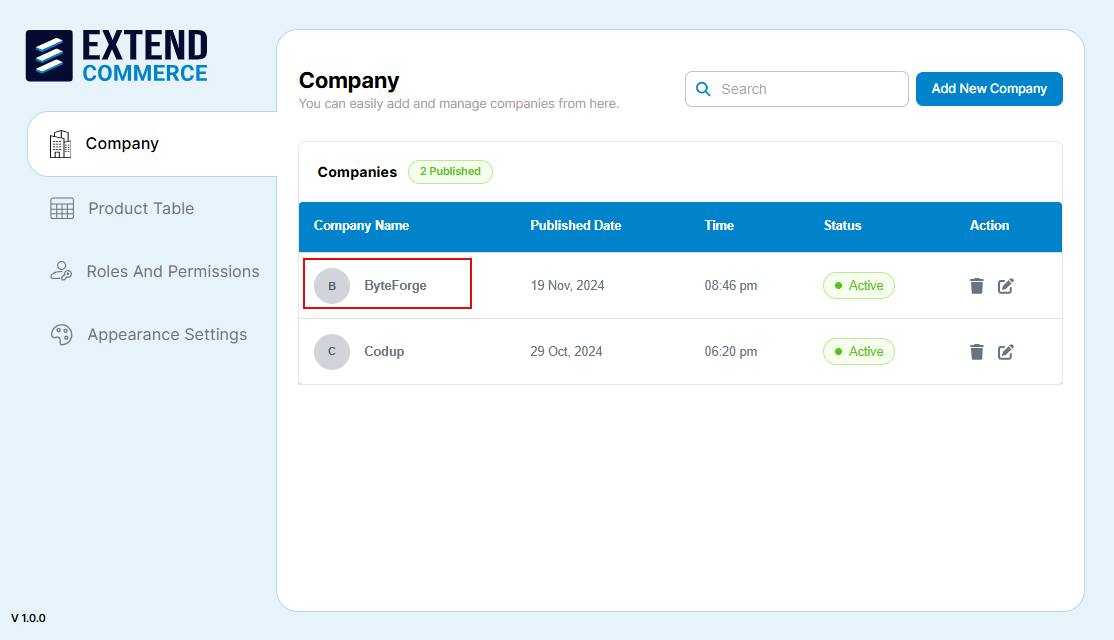 EXTEND
COMMERCE
Company
Product Table
Roles And Permissions
Appearance Settings
V 1.0.0
Company
You can easily add and manage companies from here.
Search
Add New Company
Companies 2 Published
Company Name Published Date Time Status Action
B ByteForge 19 Nov, 2024 08:46 pm Active
C Codup 29 Oct, 2024 06:20 pm Active